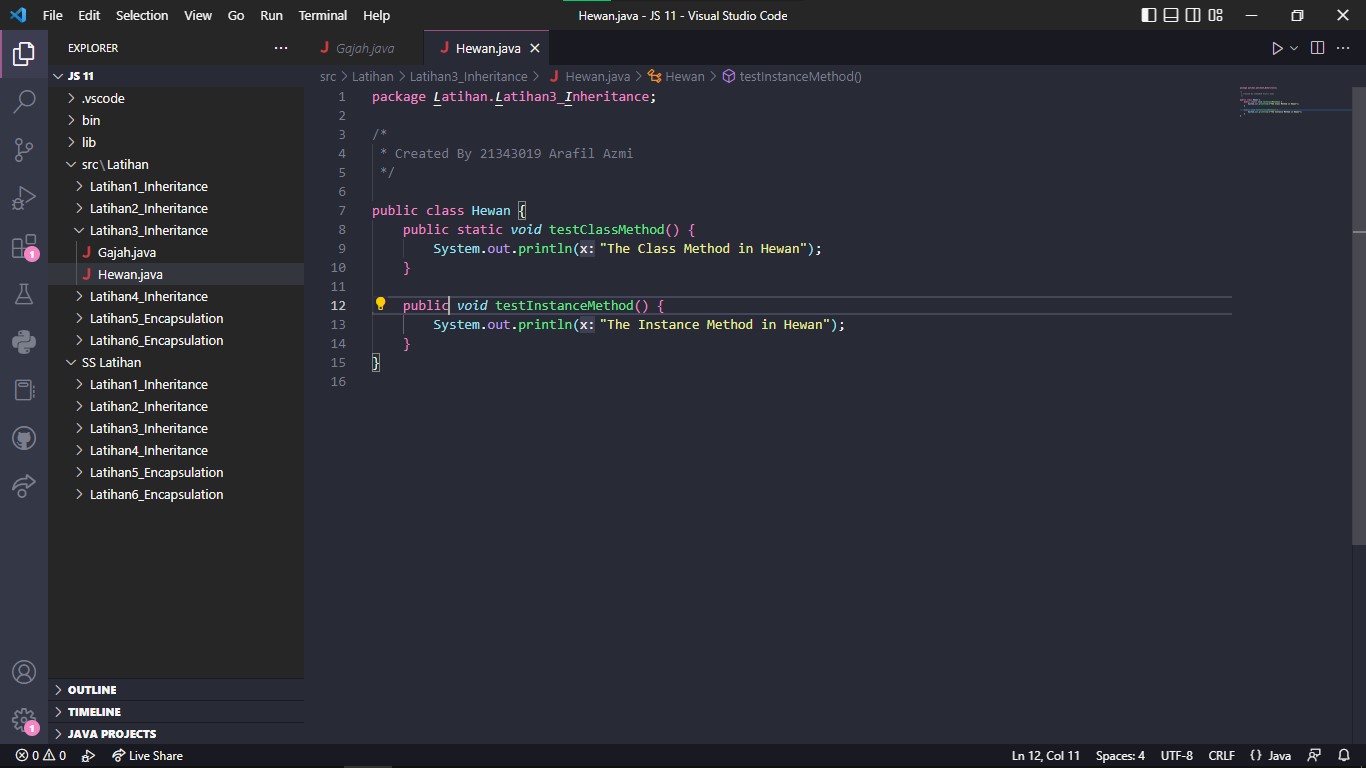 File Edit Selection View Go Run Terminal Help
Hewan.java - JS 11 - Visual Studio Code
EXPLORER
JS 11
.vscode
bin
lib
src\Latihan
Latihan1_Inheritance
Latihan2_Inheritance
Latihan3_Inheritance
Gajah.java
Hewan.java
Latihan4_Inheritance
Latihan5_Encapsulation
Latihan6_Encapsulation
SS Latihan
Latihan1_Inheritance
Latihan2_Inheritance
Latihan3_Inheritance
Latihan4_Inheritance
Latihan5_Encapsulation
Latihan6_Encapsulation
OUTLINE
TIMELINE
JAVA PROJECTS
1
1
J Gajah.java J Hewan.java
src > Latihan > Latihan3_Inheritance > J Hewan.java > Hewan > testInstanceMethod()
1 package Latihan.Latihan3_Inheritance;
2
3 /*
4 * Created By 21343019 Arafil Azmi
5 */
6
7 public class Hewan {
8 public static void testClassMethod() {
9 System.out.println(x: "The Class Method in Hewan");
10 }
11
12 public void testInstanceMethod() {
13 System.out.println(x: "The Instance Method in Hewan");
14 }
15 }
16
0 0 Live Share Ln 12, Col 11 Spaces: 4 UTF-8 CRLF {} Java